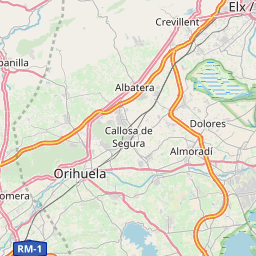 Elx /
Crevillent
panilla
Albatera
Callosa de
Segura
Dolores
Almoradí
Orihuela
omera
RM-1